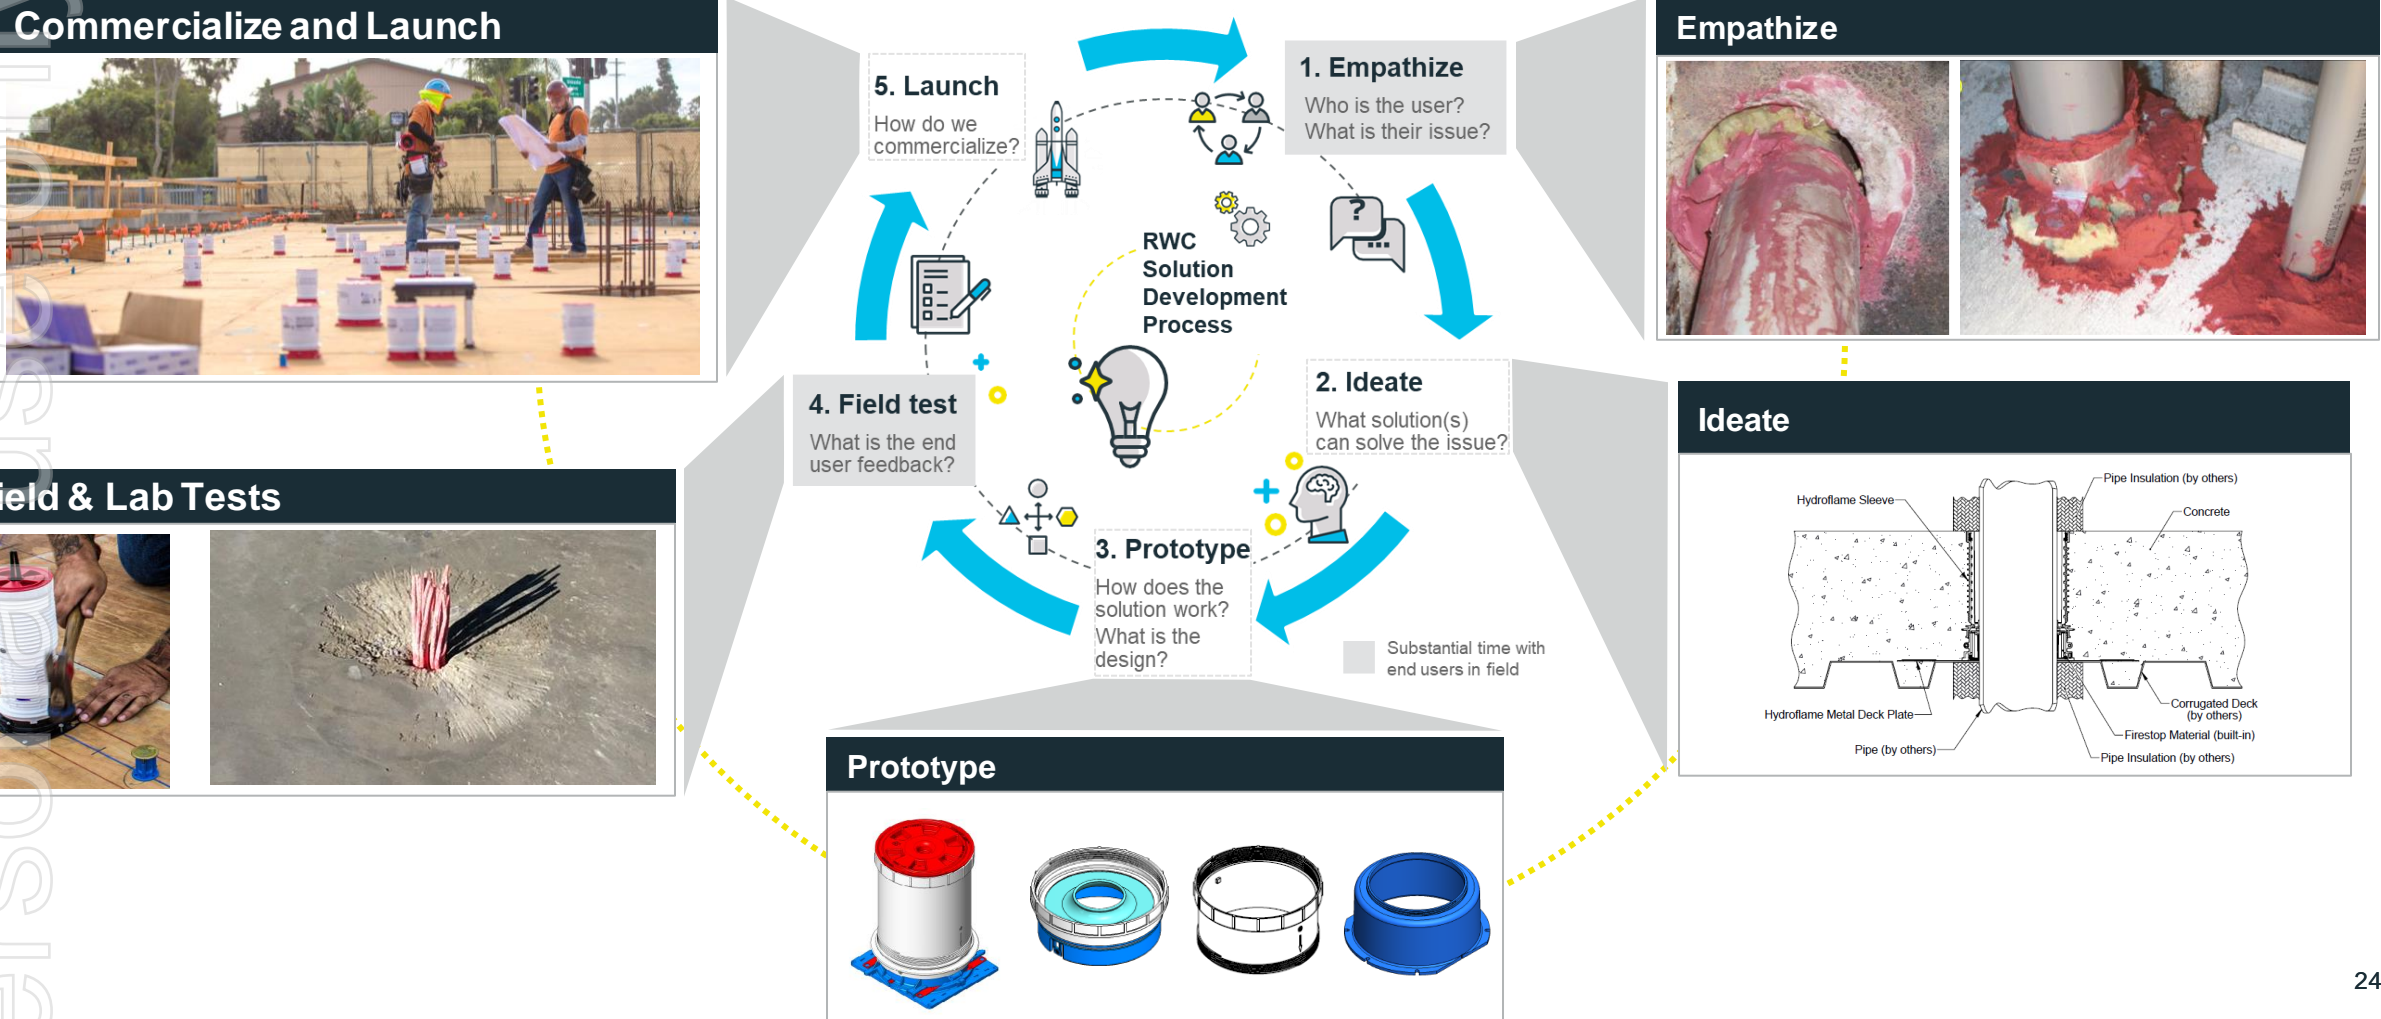 Commercialize and Launch
5. Launch
How do we
commercialize?
1. Empathize
Who is the user?
What is their issue?
Empathize
RWC
Solution
Development
Process
?
4. Field test
What is the end
user feedback?
2. Ideate
What solution(s)
can solve the issue?
Ideate
Pipe Insulation (by others)
Hydroflame Sleeve
Concrete
Hydroflame Metal Deck Plate
Corrugated Deck
(by others)
Firestop Material (built-in)
Pipe (by others)
Pipe Insulation (by others)
ield & Lab Tests
3. Prototype
How does the
solution work?
What is the
design?
Substantial time with
end users in field
Prototype
24